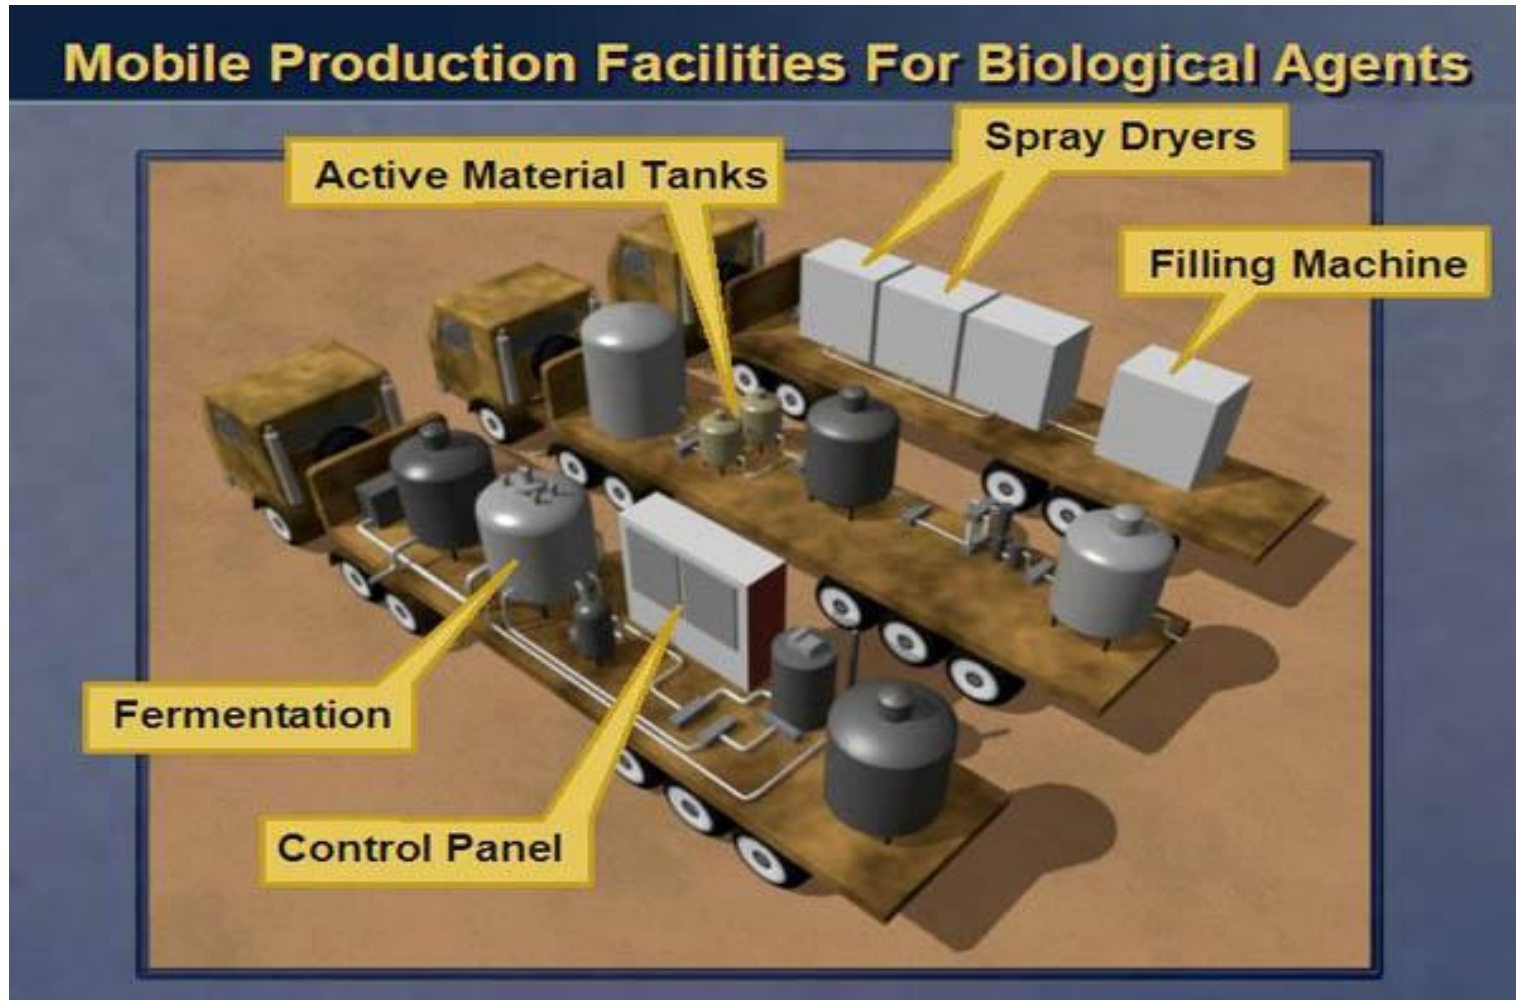 Mobile Production Facilities For Biological Agents
Spray Dryers
Active Material Tanks
Filling Machine
Fermentation
Control Panel